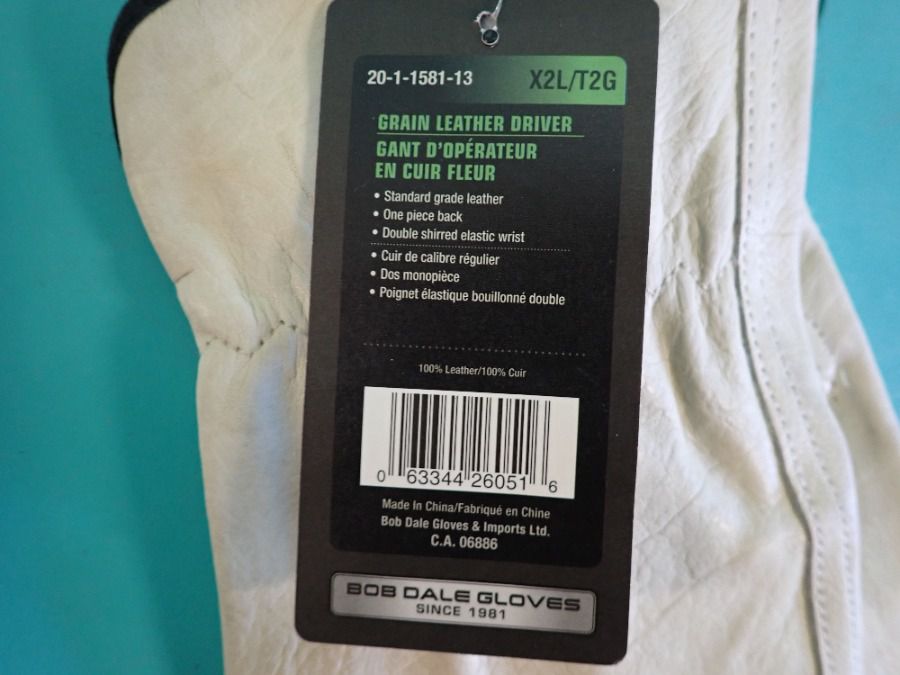 20-1-1581-13 X2L/T2G
GRAIN LEATHER DRIVER
GANT D'OPÉRATEUR
EN CUIR FLEUR
• Standard grade leather
• One piece back
• Double shirred elastic wrist
• Cuir de calibre régulier
• Dos monopièce
• Poignet élastique bouillonné double
100% Leather/100% Cuir
0 63344 26051 6
Made In China/Fabriqué en Chine
Bob Dale Gloves & Imports Ltd.
C.A. 06886
BOB DALE GLOVES
SINCE 1981